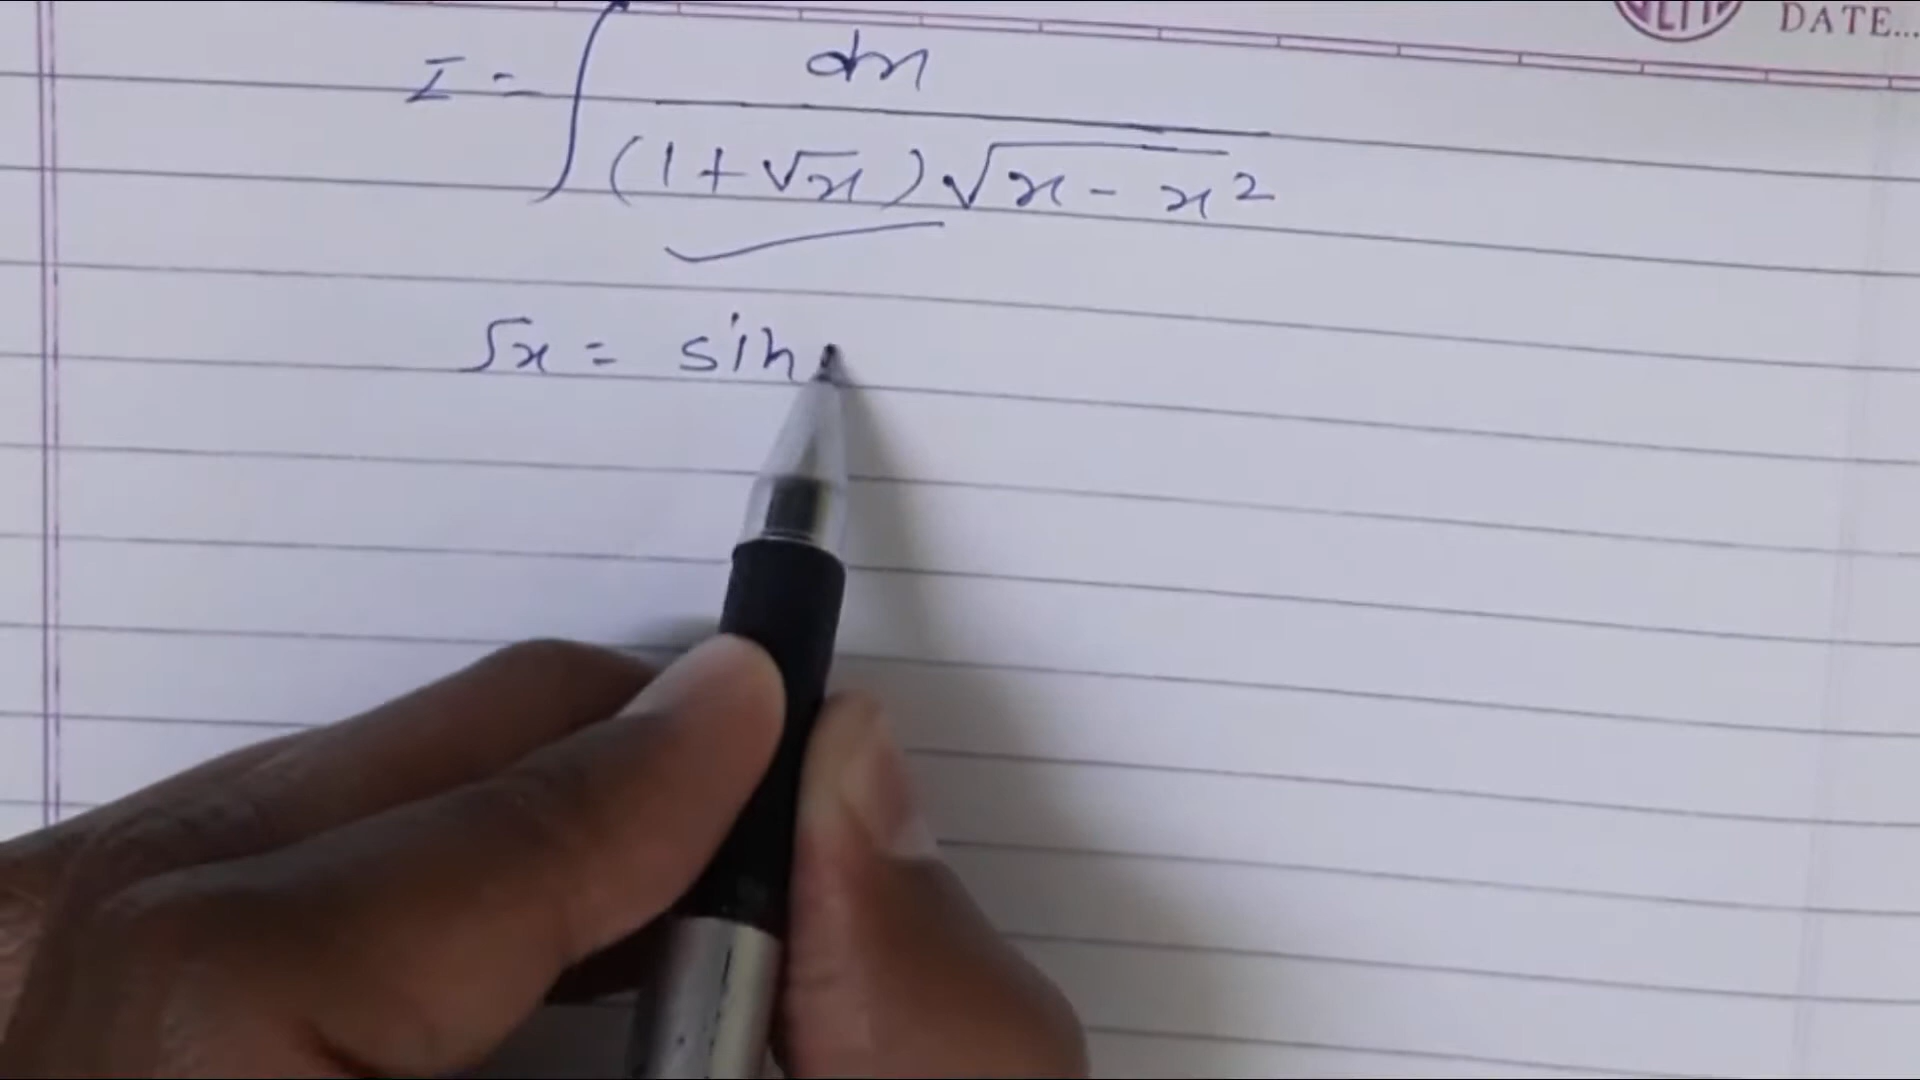 DATE...
I = ∫ dx / (1+√x)√x-x²
√x = sin